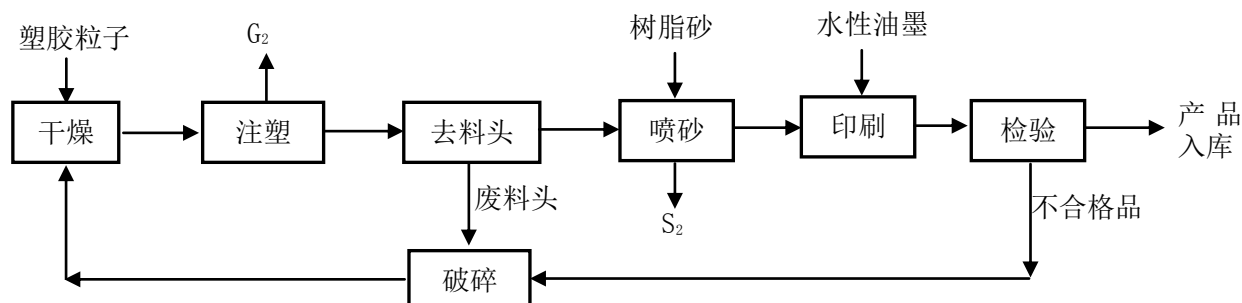 塑胶粒子
G₂
树脂砂
水性油墨
干燥
注塑
去料头
喷砂
印刷
检验
产 品
入库
废料头
S₂
不合格品
破碎